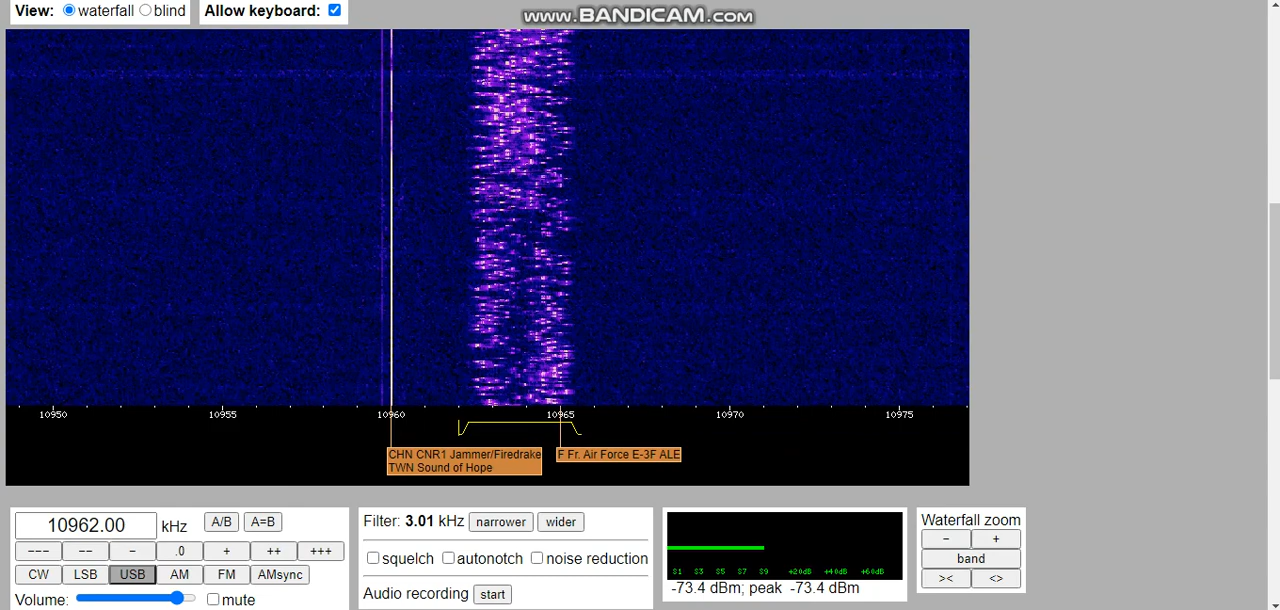 View: waterfall blind Allow keyboard:
www.BANDICAM.com
10950 10955 10960 10965 10970 10975
CHN CNR1 Jammer/Firedrake F Fr. Air Force E-3F ALE
TWN Sound of Hope
10962.00 kHz A/B A=B
--- -- - .0 + ++ +++
CW LSB USB AM FM AMsync
Volume: mute
Filter: 3.01 kHz narrower wider
squelch autonotch noise reduction
Audio recording start
S1 S3 S5 S7 S9 +20dB +40dB +60dB
-73.4 dBm; peak -73.4 dBm
Waterfall zoom
- +
band
>< <>